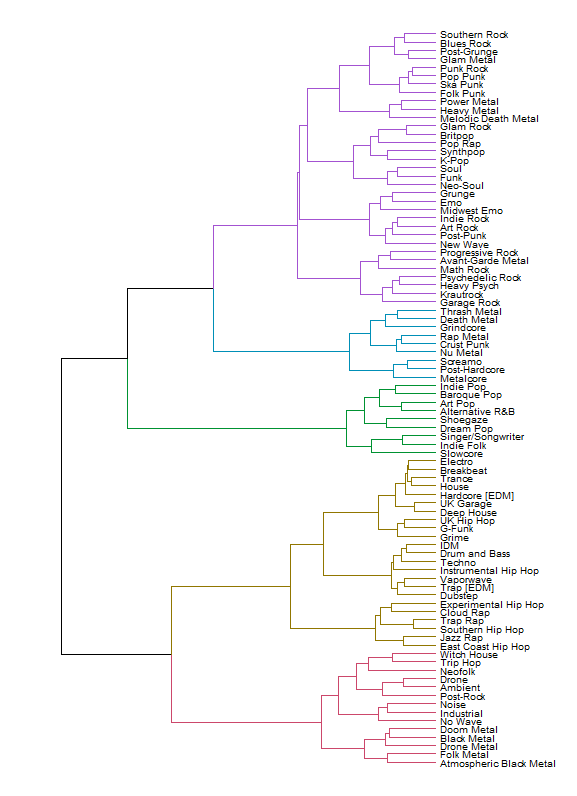 Southern Rock
Blues Rock
Post-Grunge
Glam Metal
Punk Rock
Pop Punk
Ska Punk
Folk Punk
Power Metal
Heavy Metal
Melodic Death Metal
Glam Rock
Britpop
Pop Rap
Synthpop
K-Pop
Soul
Funk
Neo-Soul
Grunge
Emo
Midwest Emo
Indie Rock
Art Rock
Post-Punk
New Wave
Progressive Rock
Avant-Garde Metal
Math Rock
Psychedelic Rock
Heavy Psych
Krautrock
Garage Rock
Thrash Metal
Death Metal
Grindcore
Rap Metal
Crust Punk
Nu Metal
Screamo
Post-Hardcore
Metalcore
Indie Pop
Baroque Pop
Art Pop
Alternative R&B
Shoegaze
Dream Pop
Singer/Songwriter
Indie Folk
Slowcore
Electro
Breakbeat
Trance
House
Hardcore [EDM]
UK Garage
Deep House
UK Hip Hop
G-Funk
Grime
IDM
Drum and Bass
Techno
Instrumental Hip Hop
Vaporwave
Trap [EDM]
Dubstep
Experimental Hip Hop
Cloud Rap
Trap Rap
Southern Hip Hop
Jazz Rap
East Coast Hip Hop
Witch House
Trip Hop
Neofolk
Drone
Ambient
Post-Rock
Noise
Industrial
No Wave
Doom Metal
Black Metal
Drone Metal
Folk Metal
Atmospheric Black Metal